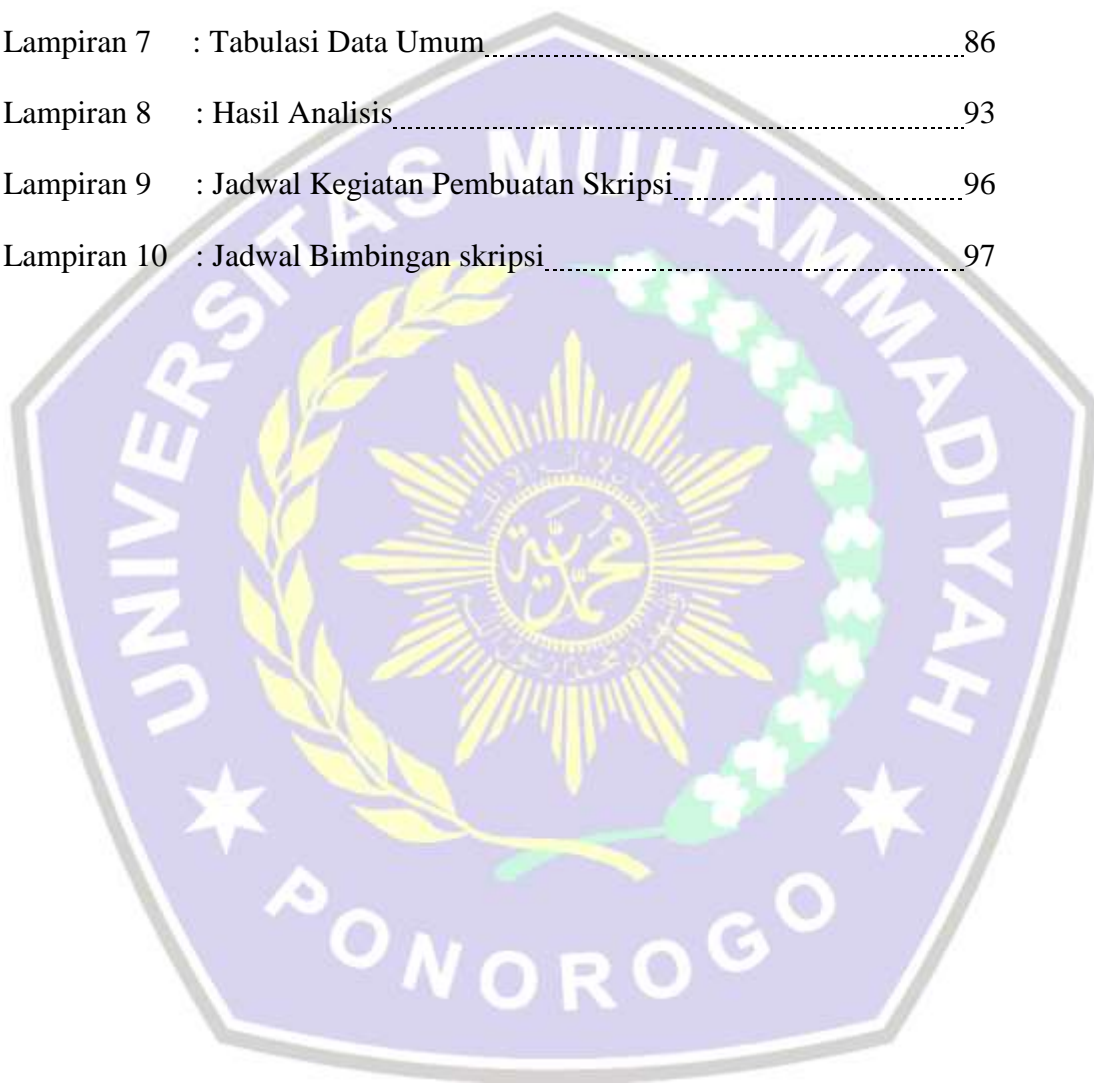 Lampiran 7 : Tabulasi Data Umum 86
Lampiran 8 : Hasil Analisis 93
Lampiran 9 : Jadwal Kegiatan Pembuatan Skripsi 96
Lampiran 10 : Jadwal Bimbingan skripsi 97
UNIVERSITAS MUHAMMADIYAH
محمدية
PONOROGO